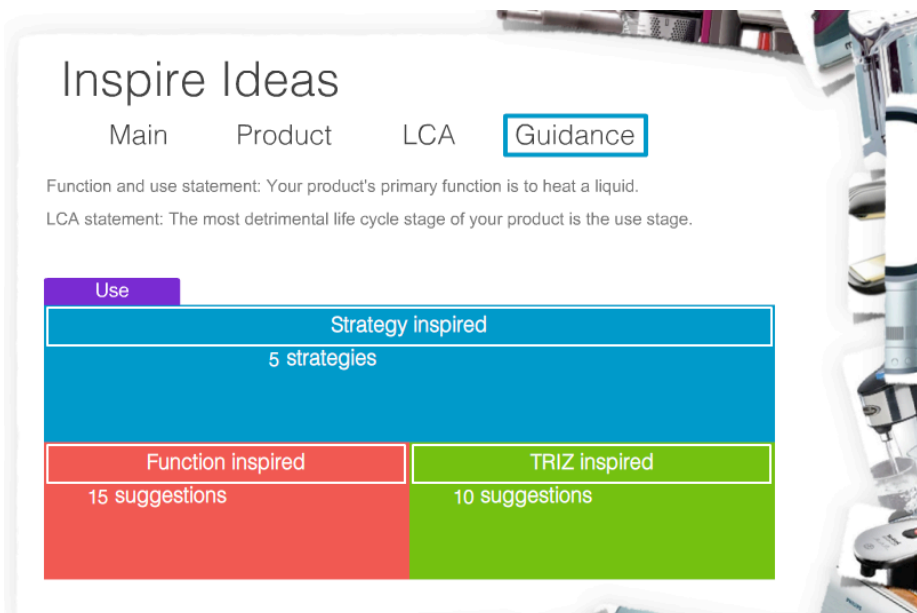 Inspire Ideas
Main Product LCA Guidance
Function and use statement: Your product's primary function is to heat a liquid.
LCA statement: The most detrimental life cycle stage of your product is the use stage.
Use
Strategy inspired
5 strategies
Function inspired TRIZ inspired
15 suggestions 10 suggestions